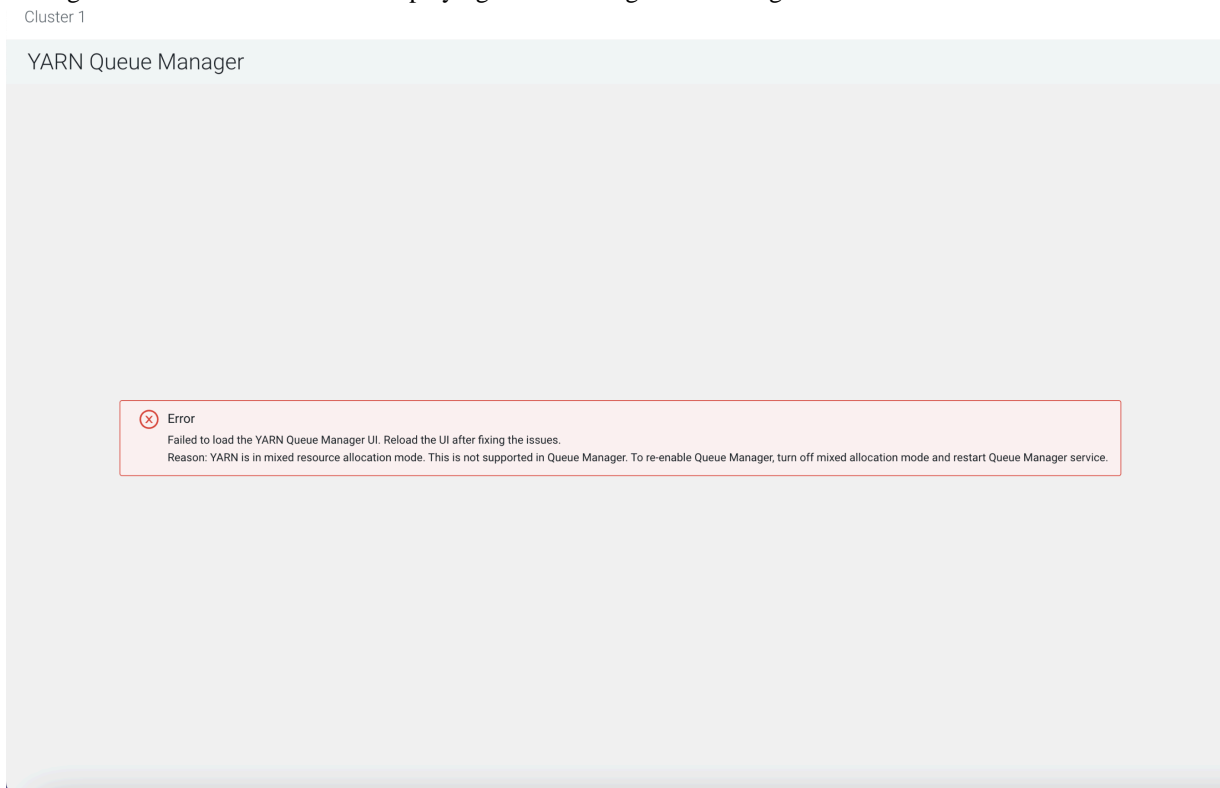 Cluster 1
YARN Queue Manager
Error
Failed to load the YARN Queue Manager UI. Reload the UI after fixing the issues.
Reason: YARN is in mixed resource allocation mode. This is not supported in Queue Manager. To re-enable Queue Manager, turn off mixed allocation mode and restart Queue Manager service.